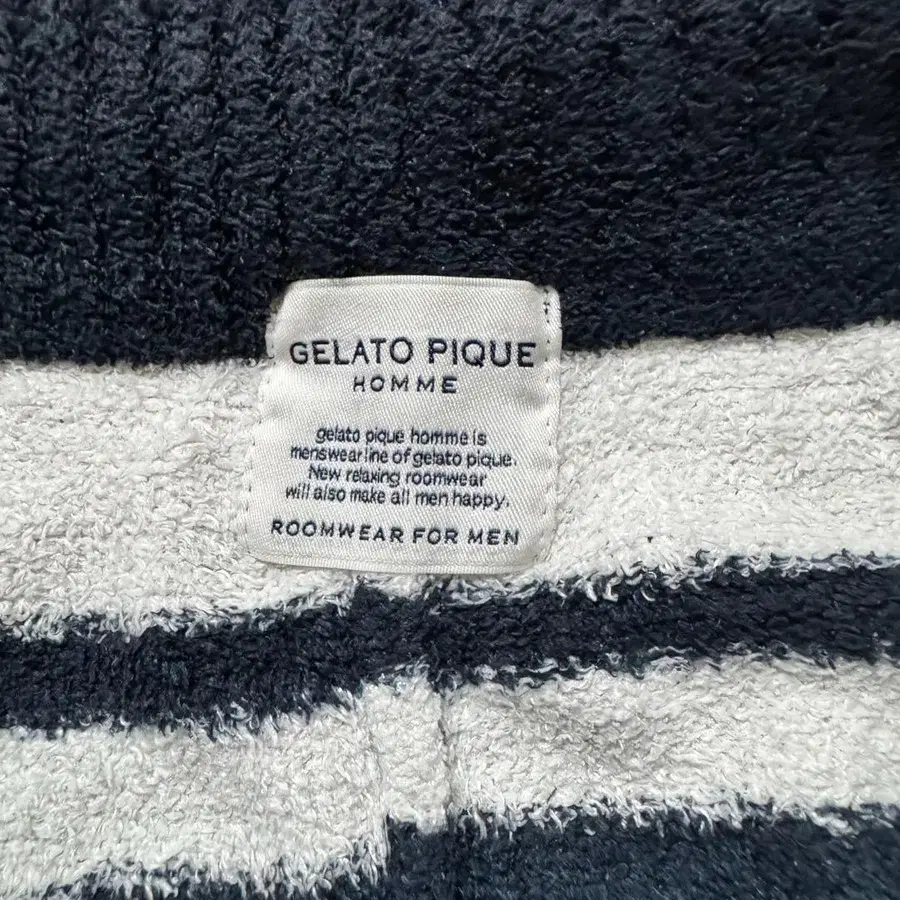 GELATO PIQUE
HOMME
gelato pique homme is
menswear line of gelato pique.
New relaxing roomwear
will also make all men happy.
ROOMWEAR FOR MEN